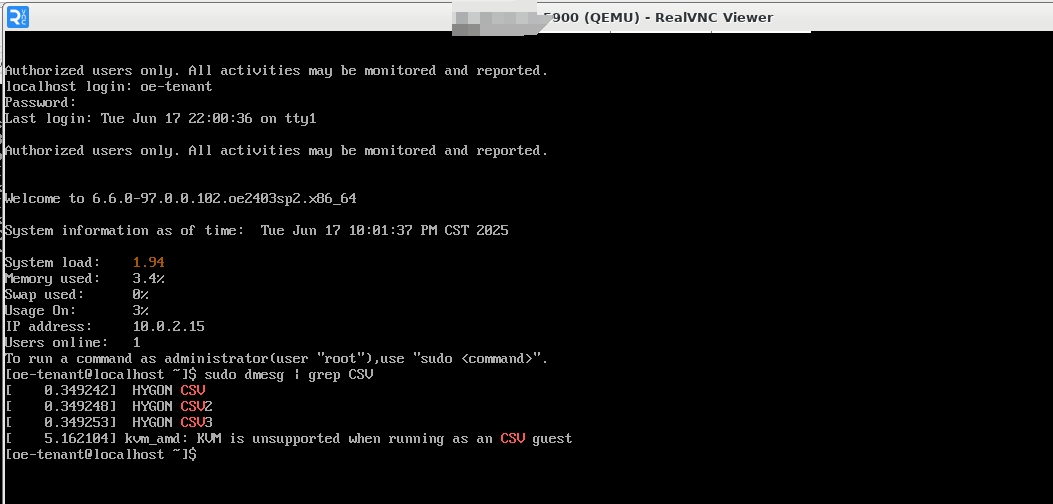 5900 (QEMU) - RealVNC Viewer
Authorized users only. All activities may be monitored and reported.
localhost login: oe-tenant
Password:
Last login: Tue Jun 17 22:00:36 on tty1
Authorized users only. All activities may be monitored and reported.
Welcome to 6.6.0-97.0.0.102.oe2403sp2.x86_64
System information as of time:  Tue Jun 17 10:01:37 PM CST 2025
System load:    1.94
Memory used:    3.4%
Swap used:      0%
Usage On:       3%
IP address:     10.0.2.15
Users online:   1
To run a command as administrator(user "root"),use "sudo <command>".
[oe-tenant@localhost ~]$ sudo dmesg | grep CSV
[    0.349242]  HYGON CSV
[    0.349248]  HYGON CSV2
[    0.349253]  HYGON CSV3
[    5.162104] kvm_amd: KVM is unsupported when running as an CSV guest
[oe-tenant@localhost ~]$